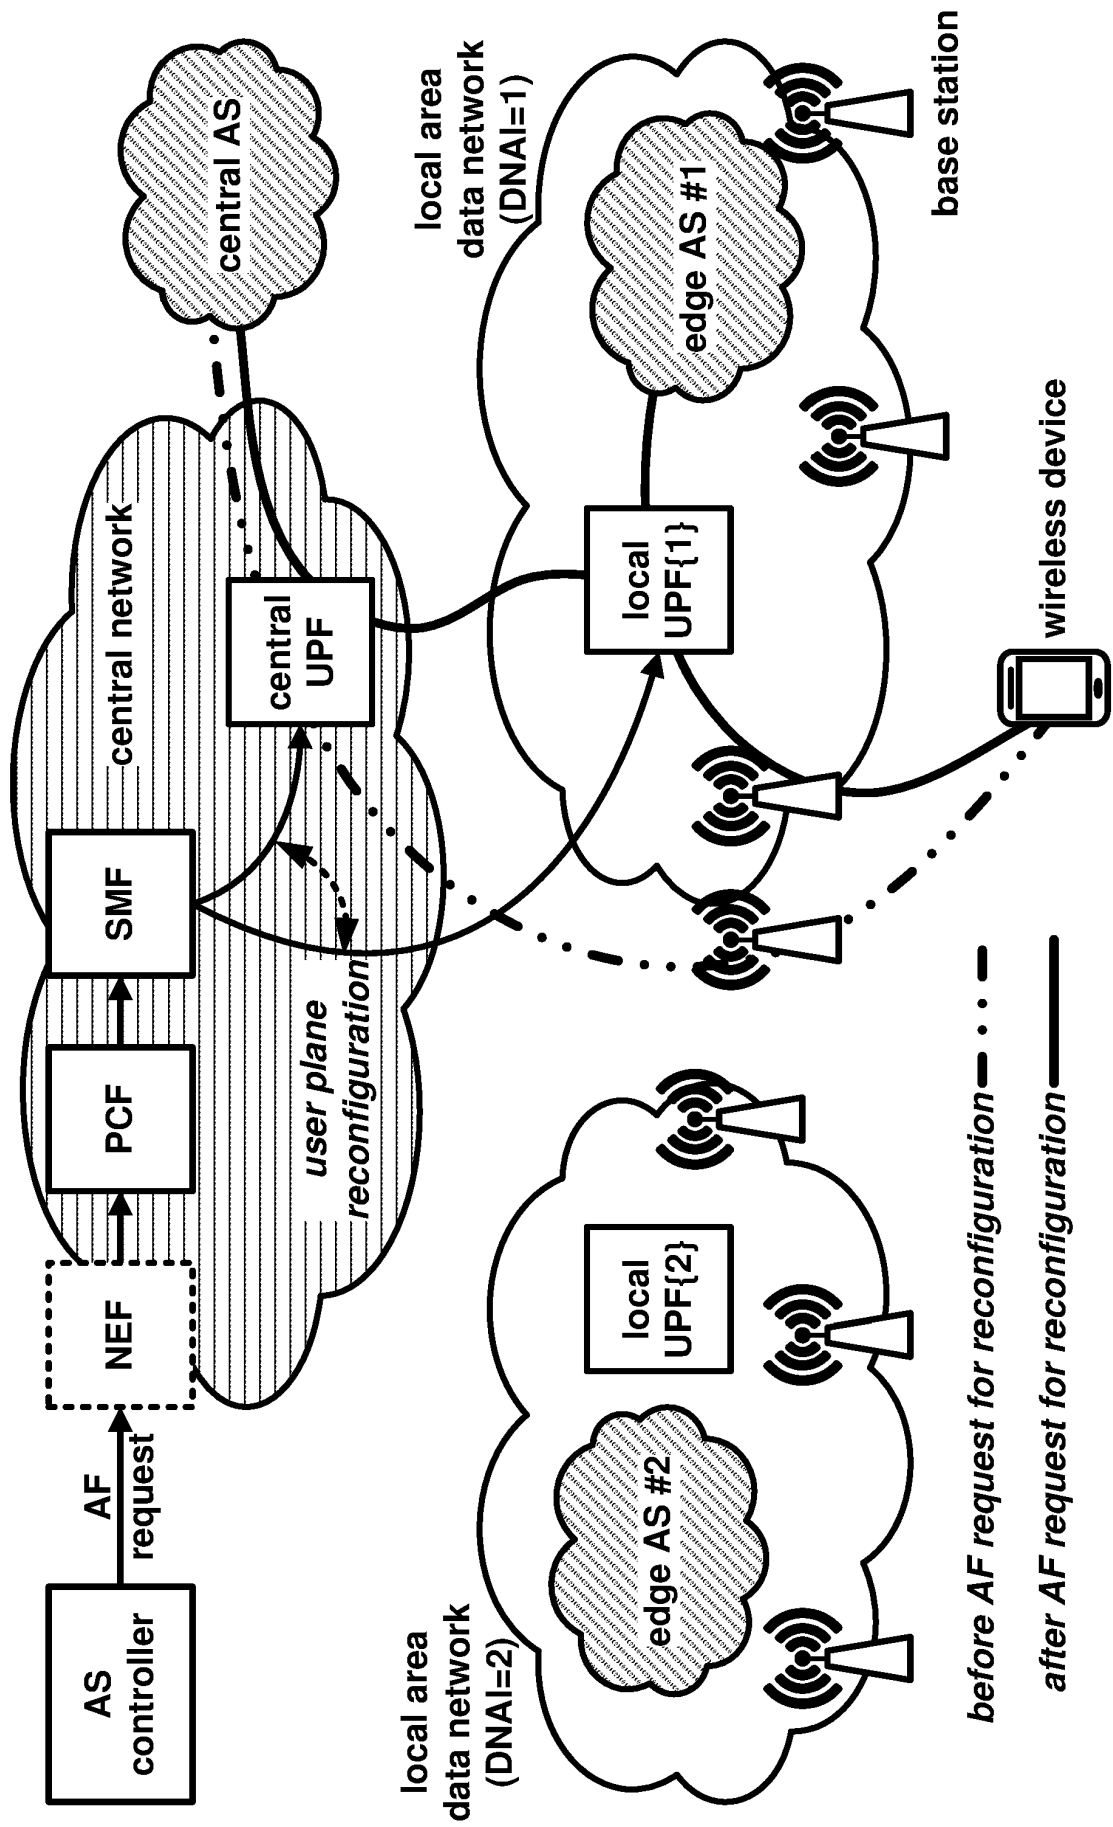 AS
controller
AF
request
NEF
PCF
SMF
central network
central
UPF
central AS
user plane
reconfiguration
local area
data network
(DNAI=2)
edge AS #2
local
UPF{2}
local area
data network
(DNAI=1)
local
UPF{1}
edge AS #1
base station
wireless device
before AF request for reconfiguration
after AF request for reconfiguration